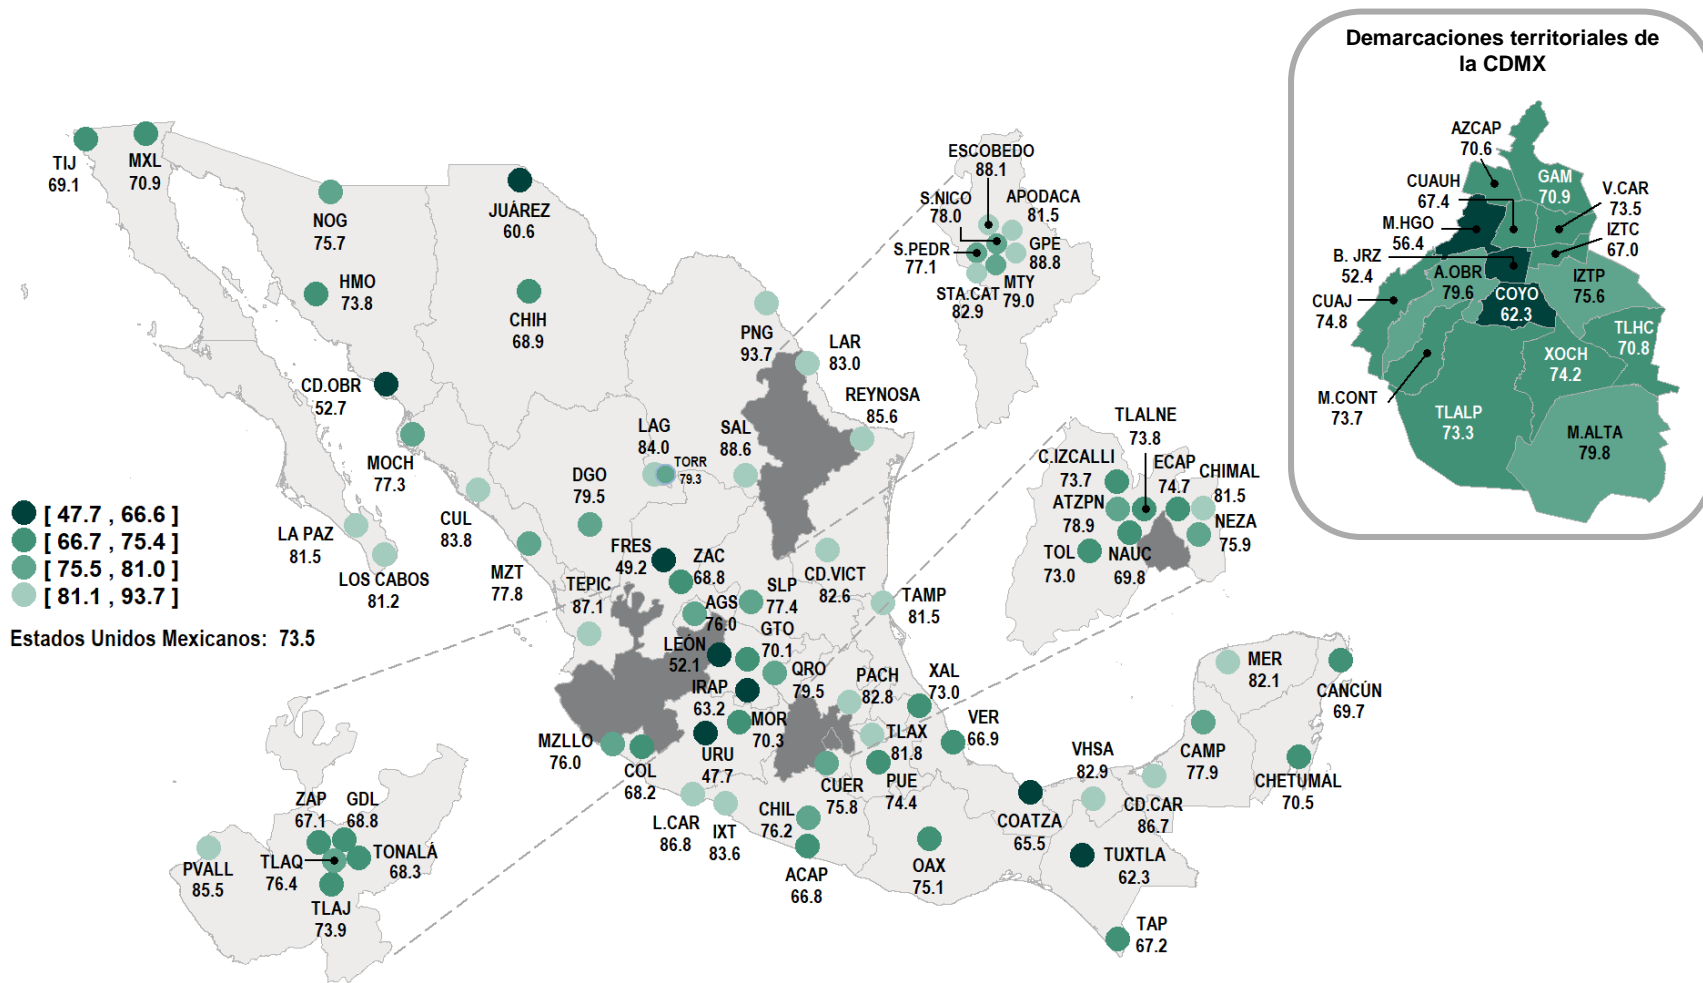 Demarcaciones territoriales de
la CDMX
AZCAP
70.6
CUAUH
67.4
GAM
70.9
V.CAR
73.5
M.HGO
56.4
IZTC
67.0
B. JRZ
52.4
A.OBR
79.6
IZTP
75.6
CUAJ
74.8
COYO
62.3
TLHC
70.8
XOCH
74.2
M.CONT
73.7
TLALP
73.3
M.ALTA
79.8
TIJ
69.1
MXL
70.9
NOG
75.7
JUÁREZ
60.6
HMO
73.8
CHIH
68.9
CD.OBR
52.7
MOCH
77.3
ESCOBEDO
88.1
S.NICO
78.0
APODACA
81.5
S.PEDR
77.1
GPE
88.8
MTY
79.0
STA.CAT
82.9
PNG
93.7
LAR
83.0
REYNOSA
85.6
LAG
84.0
TORR
79.3
SAL
88.6
DGO
79.5
CUL
83.8
LA PAZ
81.5
LOS CABOS
81.2
MZT
77.8
TLALNE
73.8
C.IZCALLI
73.7
ECAP
74.7
CHIMAL
81.5
ATZPN
78.9
NEZA
75.9
TOL
73.0
NAUC
69.8
[ 47.7 , 66.6 ]
[ 66.7 , 75.4 ]
[ 75.5 , 81.0 ]
[ 81.1 , 93.7 ]
Estados Unidos Mexicanos: 73.5
FRES
49.2
ZAC
68.8
TEPIC
87.1
AGS
76.0
SLP
77.4
CD.VICT
82.6
TAMP
81.5
LEÓN
52.1
GTO
70.1
QRO
79.5
IRAP
63.2
PACH
82.8
XAL
73.0
MOR
70.3
TLAX
81.8
VER
66.9
MZLLO
76.0
COL
68.2
URU
47.7
CUER
75.8
PUE
74.4
L.CAR
86.8
IXT
83.6
CHIL
76.2
ACAP
66.8
OAX
75.1
COATZA
65.5
VHSA
82.9
CD.CAR
86.7
MER
82.1
CANCÚN
69.7
CAMP
77.9
CHETUMAL
70.5
TUXTLA
62.3
TAP
67.2
ZAP
67.1
GDL
68.8
TLAQ
76.4
TONALÁ
68.3
PVALL
85.5
TLAJ
73.9